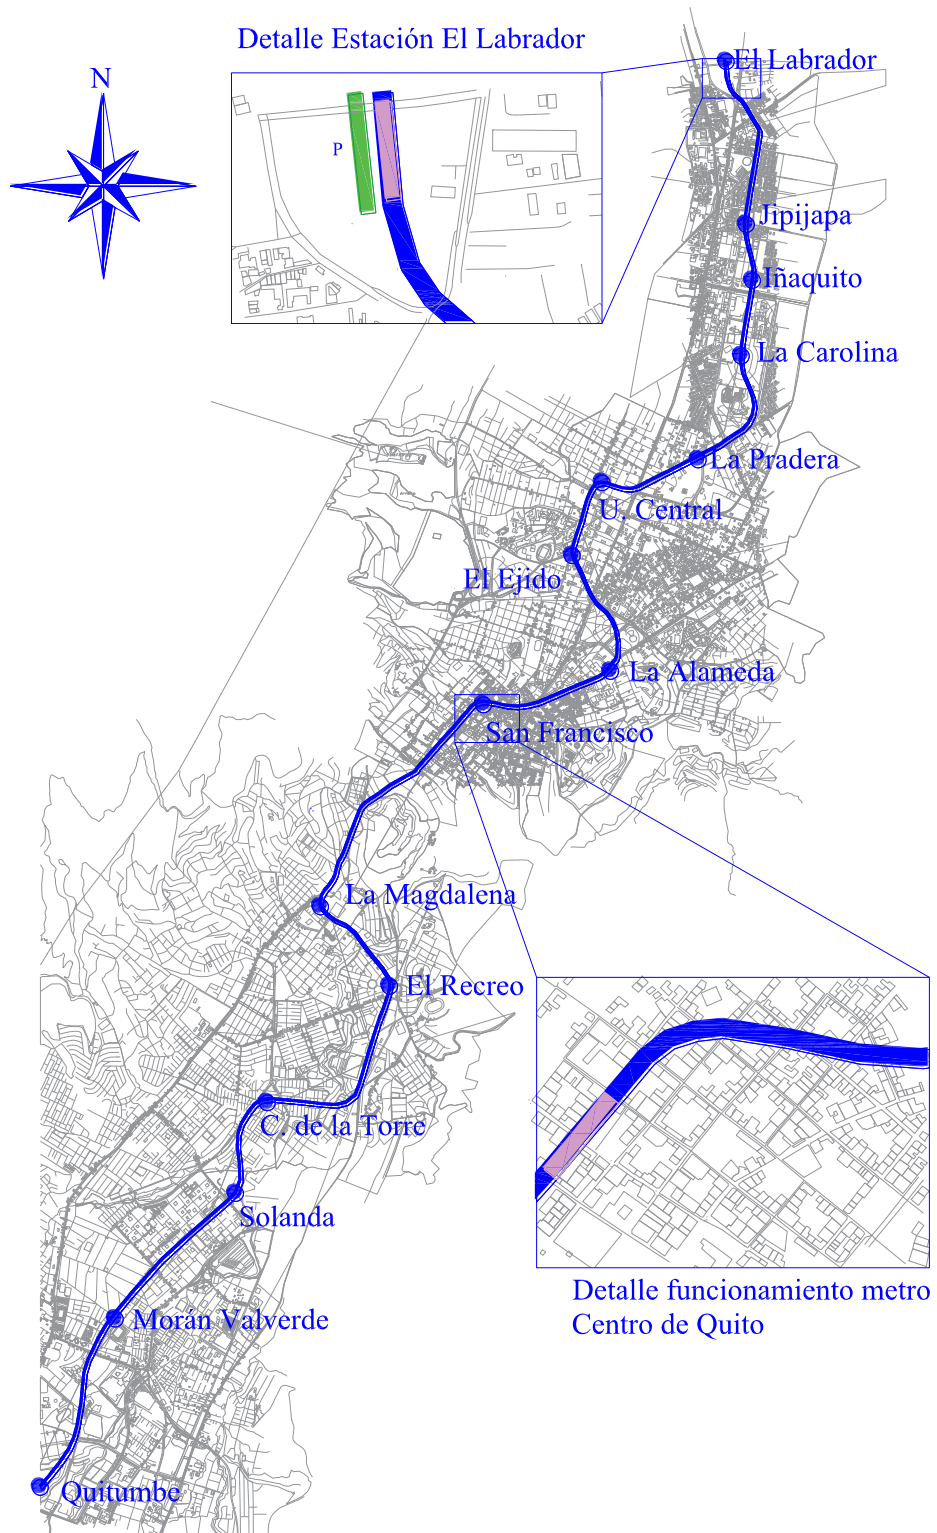 Detalle Estación El Labrador
El Labrador
N
P
Jipijapa
Iñaquito
La Carolina
La Pradera
U. Central
El Ejido
La Alameda
San Francisco
La Magdalena
El Recreo
C. de la Torre
Solanda
Detalle funcionamiento metro
Centro de Quito
Morán Valverde
Quitumbe